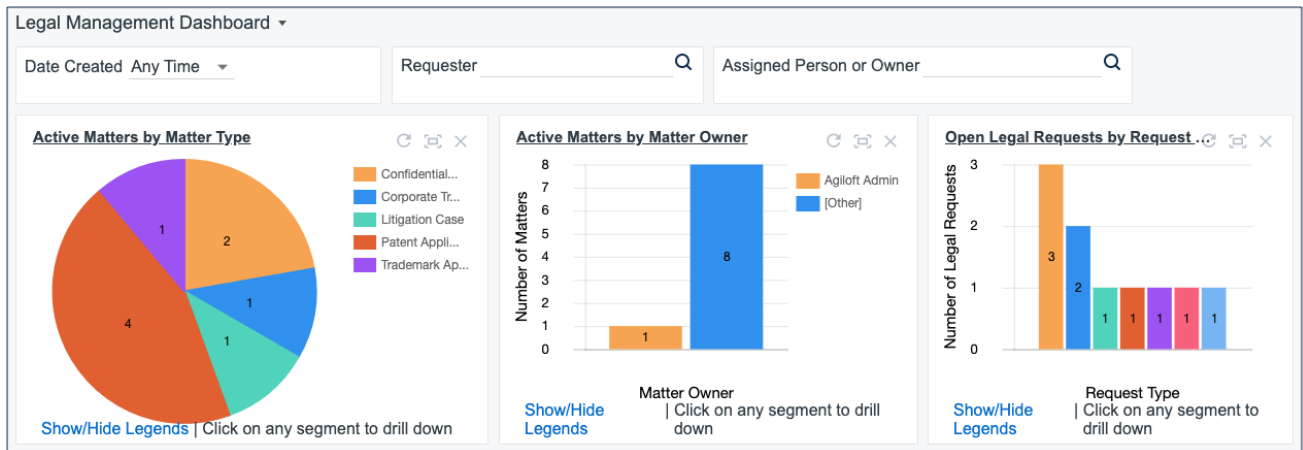 Legal Management Dashboard
Date Created Any Time
Requester
Assigned Person or Owner
Active Matters by Matter Type
Confidential...
Corporate Tr...
Litigation Case
Patent Appli...
Trademark Ap...
1
2
1
4
1
Show/Hide Legends | Click on any segment to drill down
Active Matters by Matter Owner
Number of Matters
8
7
6
5
4
3
2
1
0
8
1
Agiloft Admin
[Other]
Matter Owner
Show/Hide Legends | Click on any segment to drill down
Open Legal Requests by Request ...
Number of Legal Requests
3
2
1
0
3
2
1
1
1
1
1
Request Type
Show/Hide Legends | Click on any segment to drill down